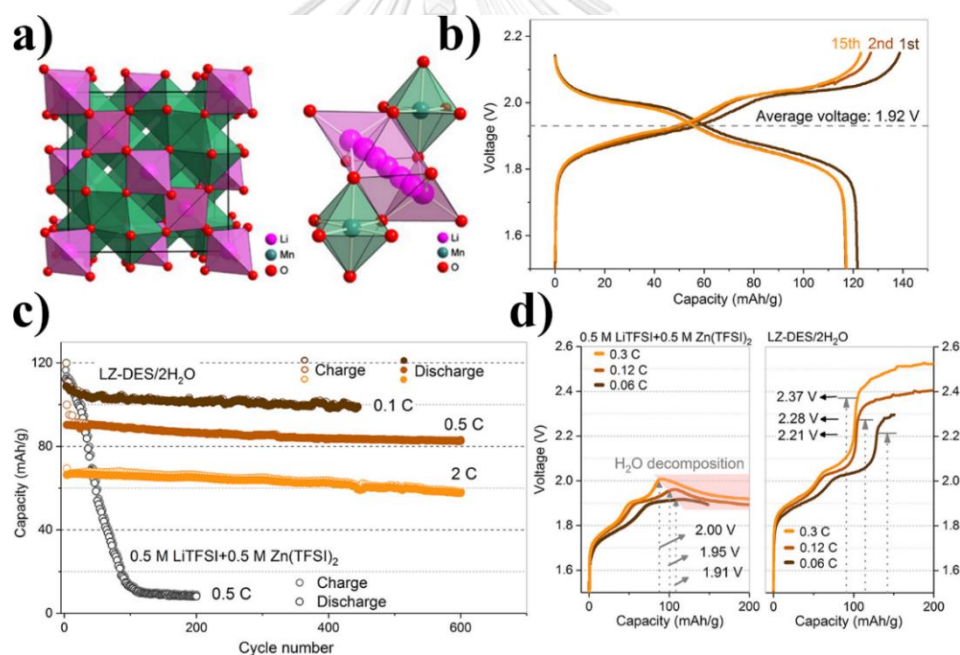 a)
Li
Mn
O
Li
Mn
O
b)
2.2
2.0
1.8
1.6
Voltage (V)
15th 2nd 1st
Average voltage: 1.92 V
0 20 40 60 80 100 120 140
Capacity (mAh/g)
c)
120
80
40
0
Capacity (mAh/g)
LZ-DES/2H₂O
Charge
Discharge
0.1 C
0.5 C
2 C
0.5 M LiTFSI+0.5 M Zn(TFSI)₂
0.5 C
Charge
Discharge
0 200 400 600
Cycle number
d)
0.5 M LiTFSI+0.5 M Zn(TFSI)₂
2.6
2.4
2.2
2.0
1.8
1.6
Voltage (V)
0.3 C
0.12 C
0.06 C
H₂O decomposition
2.00 V
1.95 V
1.91 V
0 100 200
Capacity (mAh/g)
LZ-DES/2H₂O
2.37 V
2.28 V
2.21 V
0.3 C
0.12 C
0.06 C
2.6
2.4
2.2
2.0
1.8
1.6
0 100 200
Capacity (mAh/g)